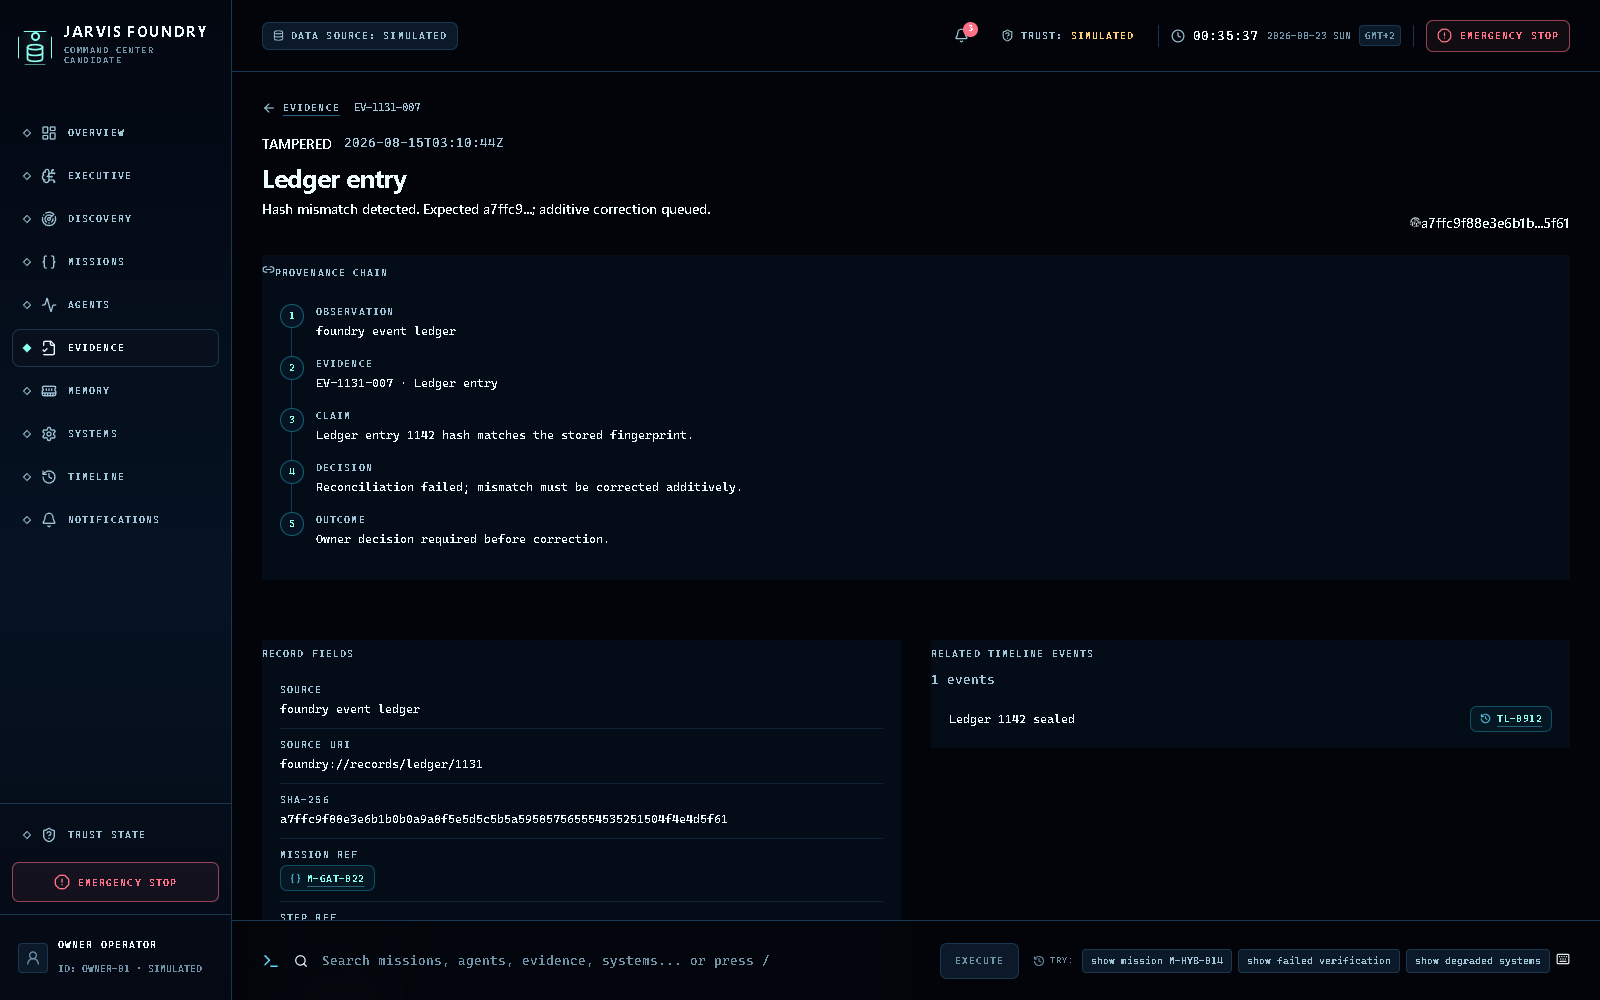 JARVIS FOUNDRY
COMMAND CENTER
CANDIDATE
OVERVIEW
EXECUTIVE
DISCOVERY
MISSIONS
AGENTS
EVIDENCE
MEMORY
SYSTEMS
TIMELINE
NOTIFICATIONS
TRUST STATE
EMERGENCY STOP
OWNER OPERATOR
ID: OWNER-01 • SIMULATED
DATA SOURCE: SIMULATED
3
TRUST: SIMULATED
00:35:37 2026-08-23 SUN GMT+2
EMERGENCY STOP
EVIDENCE EV-1131-007
TAMPERED 2026-08-15T03:10:44Z
Ledger entry
Hash mismatch detected. Expected a7ffc9…; additive correction queued.
a7ffc9f88e3e6b1b…5f61
PROVENANCE CHAIN
1 OBSERVATION
foundry event ledger
2 EVIDENCE
EV-1131-007 · Ledger entry
3 CLAIM
Ledger entry 1142 hash matches the stored fingerprint.
4 DECISION
Reconciliation failed; mismatch must be corrected additively.
5 OUTCOME
Owner decision required before correction.
RECORD FIELDS
SOURCE
foundry event ledger
SOURCE URI
foundry://records/ledger/1131
SHA-256
MISSION REF
M-GAT-022
STEP REF
RELATED TIMELINE EVENTS
1 events
Ledger 1142 sealed TL-0912
Search missions, agents, evidence, systems... or press /
EXECUTE
TRY:
show mission M-HYB-014
show failed verification
show degraded systems